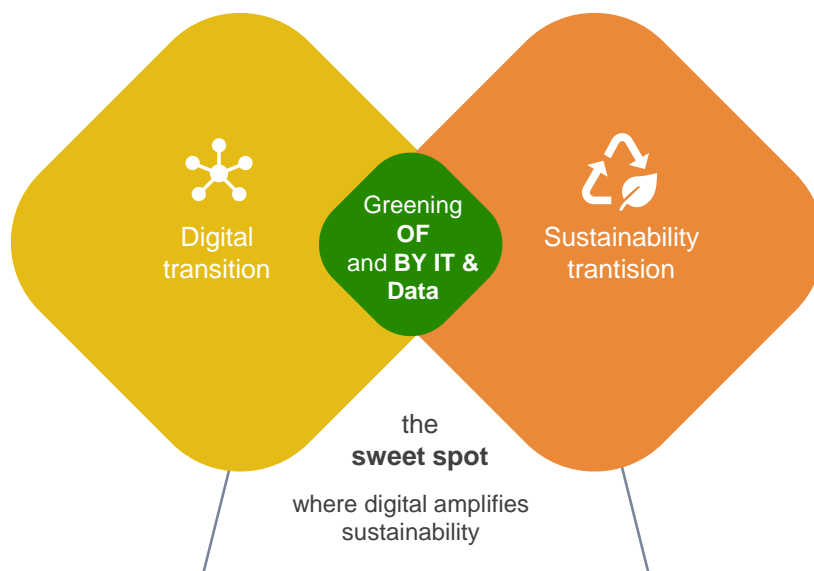 Digital
transition
Greening
OF
and BY IT &
Data
Sustainability
trantision
the
sweet spot
where digital amplifies
sustainability